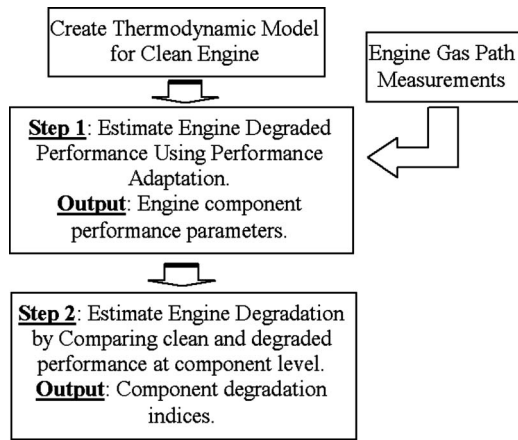 Create Thermodynamic Model
for Clean Engine
Engine Gas Path
Measurements
Step 1: Estimate Engine Degraded
Performance Using Performance
Adaptation.
Output: Engine component
performance parameters.
Step 2: Estimate Engine Degradation
by Comparing clean and degraded
performance at component level.
Output: Component degradation
indices.